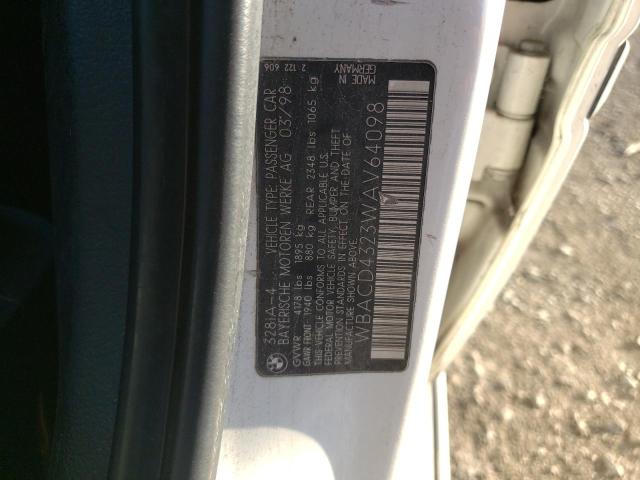 328iA-4 VEHICLE TYPE: PASSENGER CAR 2 122 606
BAYERISCHE MOTOREN WERKE AG 03/98
GVWR 4178 lbs 1895 kg
GAWR FRONT 1940 lbs 880 kg REAR 2348 lbs 1065 kg
THIS VEHICLE CONFORMS TO ALL APPLICABLE U.S.
FEDERAL MOTOR VEHICLE SAFETY, BUMPER AND THEFT
PREVENTION STANDARDS IN EFFECT ON THE DATE OF
MANUFACTURE SHOWN ABOVE.
MADE IN
GERMANY
WBACD4323WAV64098